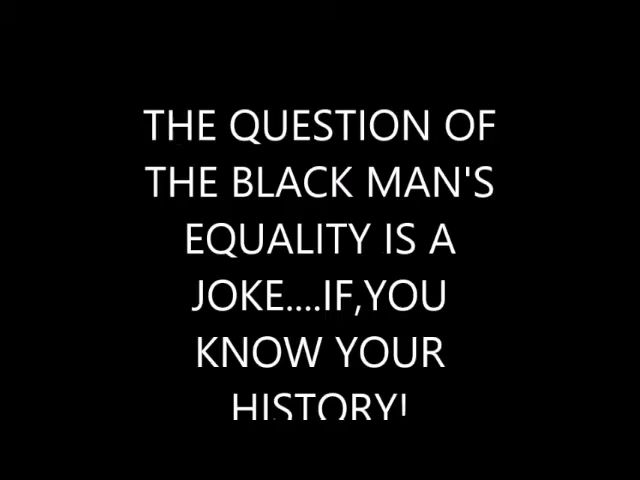 THE QUESTION OF
THE BLACK MAN'S
EQUALITY IS A
JOKE....IF,YOU
KNOW YOUR
HISTORY!